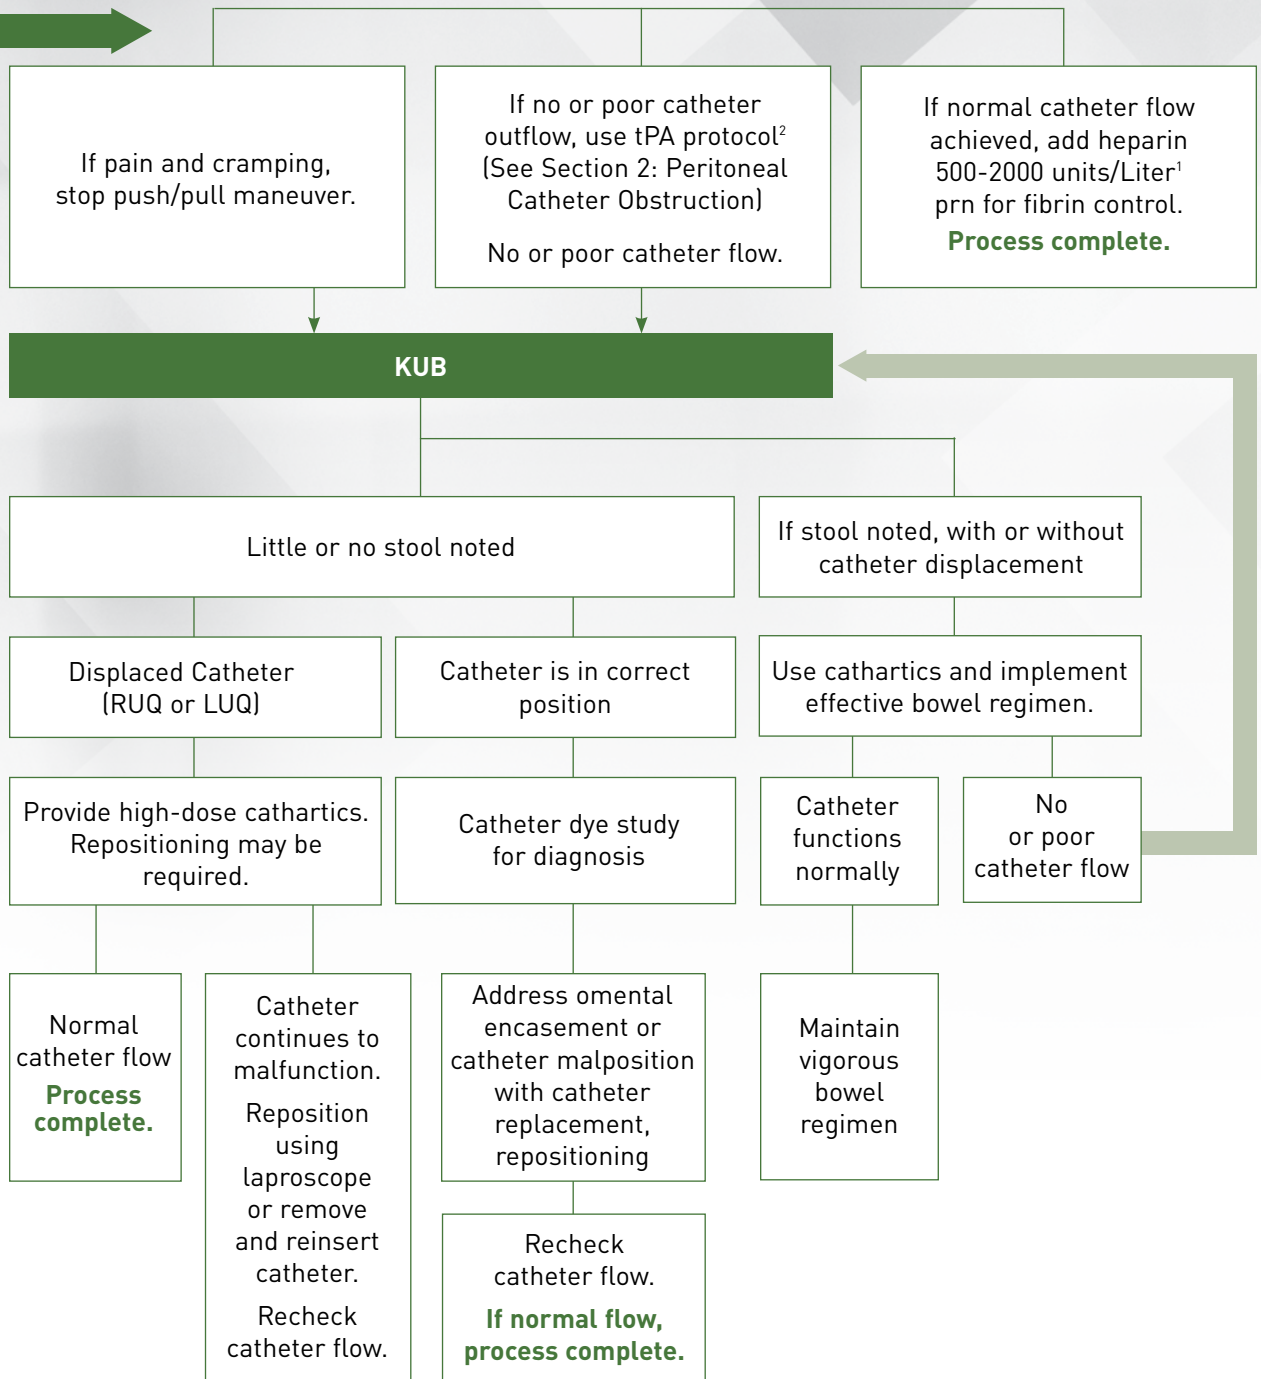 If pain and cramping,
stop push/pull maneuver.
If no or poor catheter
outflow, use tPA protocol²
(See Section 2: Peritoneal
Catheter Obstruction)
No or poor catheter flow.
If normal catheter flow
achieved, add heparin
500-2000 units/Liter¹
prn for fibrin control.
Process complete.
KUB
Little or no stool noted
If stool noted, with or without
catheter displacement
Displaced Catheter
(RUQ or LUQ)
Catheter is in correct
position
Use cathartics and implement
effective bowel regimen.
Provide high-dose cathartics.
Repositioning may be
required.
Catheter dye study
for diagnosis
Catheter
functions
normally
No
or poor
catheter flow
Normal
catheter flow
Process
complete.
Catheter
continues to
malfunction.
Reposition
using
laproscope
or remove
and reinsert
catheter.
Recheck
catheter flow.
Address omental
encasement or
catheter malposition
with catheter
replacement,
repositioning
Recheck
catheter flow.
If normal flow,
process complete.
Maintain
vigorous
bowel
regimen